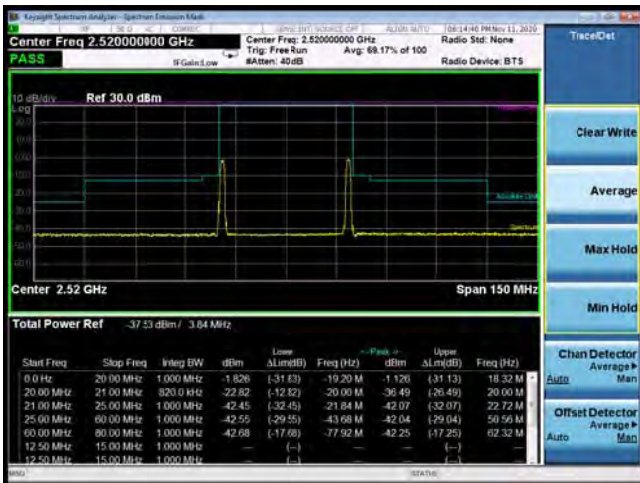 Keysight Spectrum Analyzer - Spectrum Emission Mask
Center Freq 2.520000000 GHz
PASS
IFGain:Low
Center Freq: 2.520000000 GHz
Trig: Free Run Avg: 69.17% of 100
#Atten: 40dB
06:14:40 PM Nov 11, 2020
Radio Std: None
Radio Device: BTS
10 dB/div Ref 30.0 dBm
Log
Center 2.52 GHz
Span 150 MHz
Total Power Ref -37.53 dBm / 3.84 MHz
Lower <-Peak-> Upper
Start Freq Stop Freq Integ BW dBm ΔLim(dB) Freq (Hz) dBm ΔLim(dB) Freq (Hz)
0.0 Hz 20.00 MHz 1.000 MHz -1.826 (-31.83) -19.20 M -1.126 (-31.13) 18.32 M
20.00 MHz 21.00 MHz 820.0 kHz -22.82 (-12.82) -20.00 M -36.49 (-26.49) 20.00 M
21.00 MHz 25.00 MHz 1.000 MHz -42.45 (-32.45) -21.84 M -42.07 (-32.07) 22.72 M
25.00 MHz 60.00 MHz 1.000 MHz -42.55 (-29.55) -43.68 M -42.04 (-29.04) 50.56 M
60.00 MHz 80.00 MHz 1.000 MHz -42.68 (-17.68) -77.92 M -42.25 (-17.25) 62.32 M
12.50 MHz 15.00 MHz 1.000 MHz --- (---) --- (---)
12.50 MHz 15.00 MHz 1.000 MHz --- (---) --- (---)
MSG
STATUS
Trace/Det
Clear Write
Average
Max Hold
Min Hold
Chan Detector
Average
Auto Man
Offset Detector
Average
Auto Man